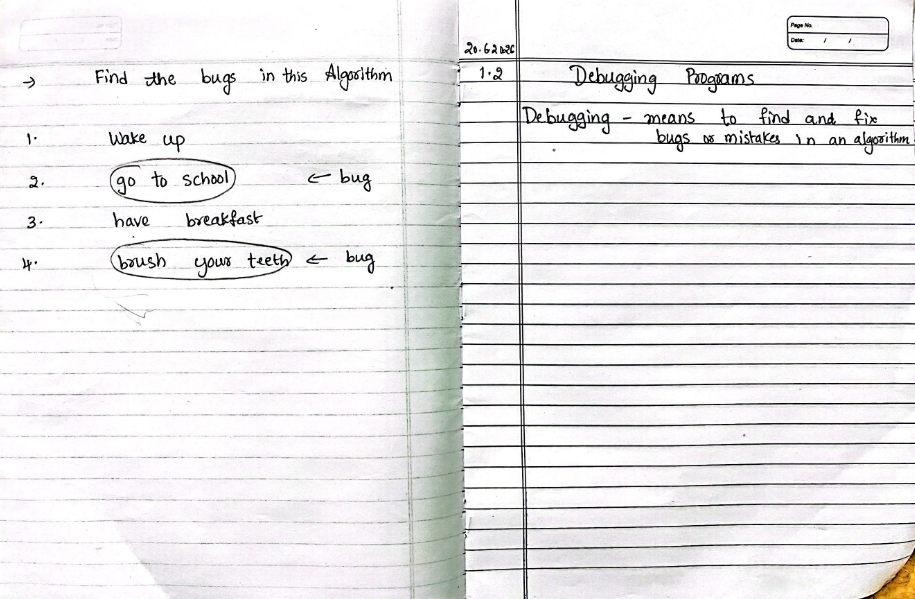 → Find the bugs in this Algorithm
1. Wake up
2. go to school ← bug
3. have breakfast
4. brush your teeth ← bug
Page No.
Date: / /
20.6.2026
1.2 Debugging Programs
Debugging - means to find and fix
bugs or mistakes in an algorithm